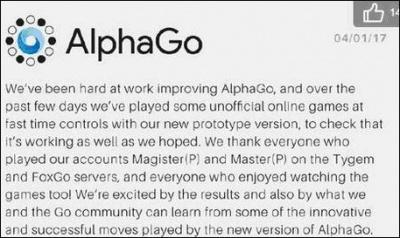 14
AlphaGo
04/01/17
We've been hard at work improving AlphaGo, and over the
past few days we've played some unofficial online games at
fast time controls with our new prototype version, to check that
it's working as well as we hoped. We thank everyone who
played our accounts Magister(P) and Master(P) on the Tygem
and FoxGo servers, and everyone who enjoyed watching the
games too! We're excited by the results and also by what we
and the Go community can learn from some of the innovative
and successful moves played by the new version of AlphaGo.